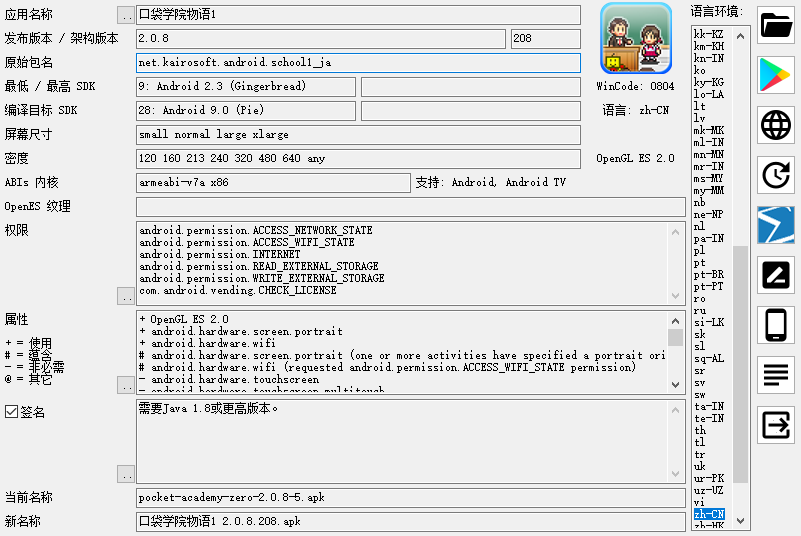 应用名称
..
口袋学院物语1
语言环境:
发布版本 / 架构版本
2.0.8
208
原始包名
net.kairosoft.android.school1_ja
最低 / 最高 SDK
9: Android 2.3 (Gingerbread)
WinCode: 0804
编译目标 SDK
28: Android 9.0 (Pie)
语言: zh-CN
屏幕尺寸
small normal large xlarge
密度
120 160 213 240 320 480 640 any
OpenGL ES 2.0
ABIs 内核
armeabi-v7a x86
支持: Android, Android TV
OpenES 纹理
权限
android.permission.ACCESS_NETWORK_STATE
android.permission.ACCESS_WIFI_STATE
android.permission.INTERNET
android.permission.READ_EXTERNAL_STORAGE
android.permission.WRITE_EXTERNAL_STORAGE
com.android.vending.CHECK_LICENSE
..
属性
+ = 使用
# = 蕴含
- = 非必需
@ = 其它
+ OpenGL ES 2.0
+ android.hardware.screen.portrait
+ android.hardware.wifi
# android.hardware.screen.portrait (one or more activities have specified a portrait ori
# android.hardware.wifi (requested android.permission.ACCESS_WIFI_STATE permission)
- android.hardware.touchscreen
- android.hardware.touchscreen.multitouch
..
签名
需要Java 1.8或更高版本。
..
当前名称
pocket-academy-zero-2.0.8-5.apk
新名称
口袋学院物语1 2.0.8.208.apk
kk-KZ
km-KH
kn-IN
ko
ky-KG
lo-LA
lt
lv
mk-MK
ml-IN
mn-MN
mr-IN
ms-MY
my-MM
nb
ne-NP
nl
pa-IN
pl
pt
pt-BR
pt-PT
ro
ru
si-LK
sk
sl
sq-AL
sr
sv
sw
ta-IN
te-IN
th
tl
tr
uk
ur-PK
uz-UZ
vi
zh-CN
zh-HK